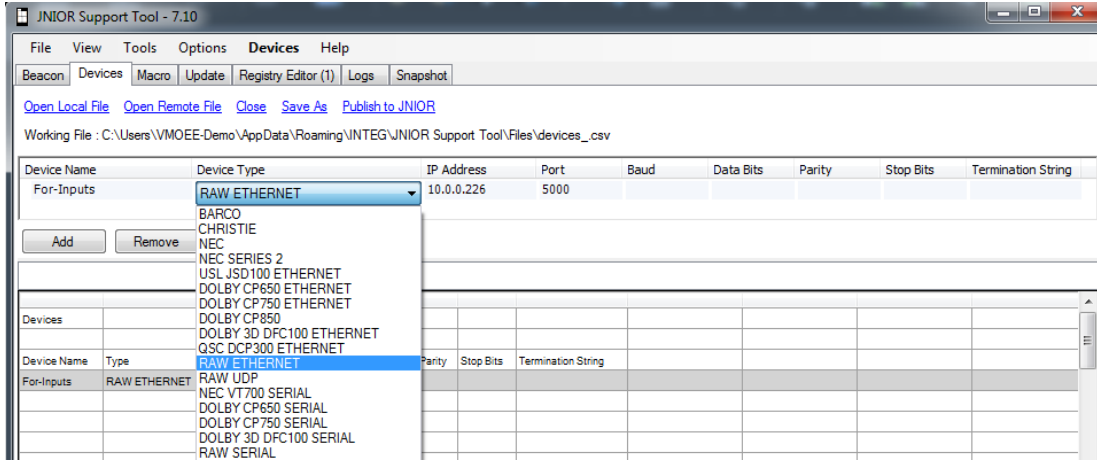 JNIOR Support Tool - 7.10
File View Tools Options Devices Help
Beacon Devices Macro Update Registry Editor (1) Logs Snapshot
Open Local File Open Remote File Close Save As Publish to JNIOR
Working File : C:\Users\VMOEE-Demo\AppData\Roaming\INTEG\JNIOR Support Tool\Files\devices_.csv
Device Name Device Type IP Address Port Baud Data Bits Parity Stop Bits Termination String
For-Inputs RAW ETHERNET 10.0.0.226 5000
BARCO
CHRISTIE
Add Remove NEC
NEC SERIES 2
USL JSD100 ETHERNET
DOLBY CP650 ETHERNET
DOLBY CP750 ETHERNET
Devices DOLBY CP850
DOLBY 3D DFC100 ETHERNET
QSC DCP300 ETHERNET
Device Name Type RAW ETHERNET Parity Stop Bits Termination String
For-Inputs RAW ETHERNET RAW UDP
NEC VT700 SERIAL
DOLBY CP650 SERIAL
DOLBY CP750 SERIAL
DOLBY 3D DFC100 SERIAL
RAW SERIAL